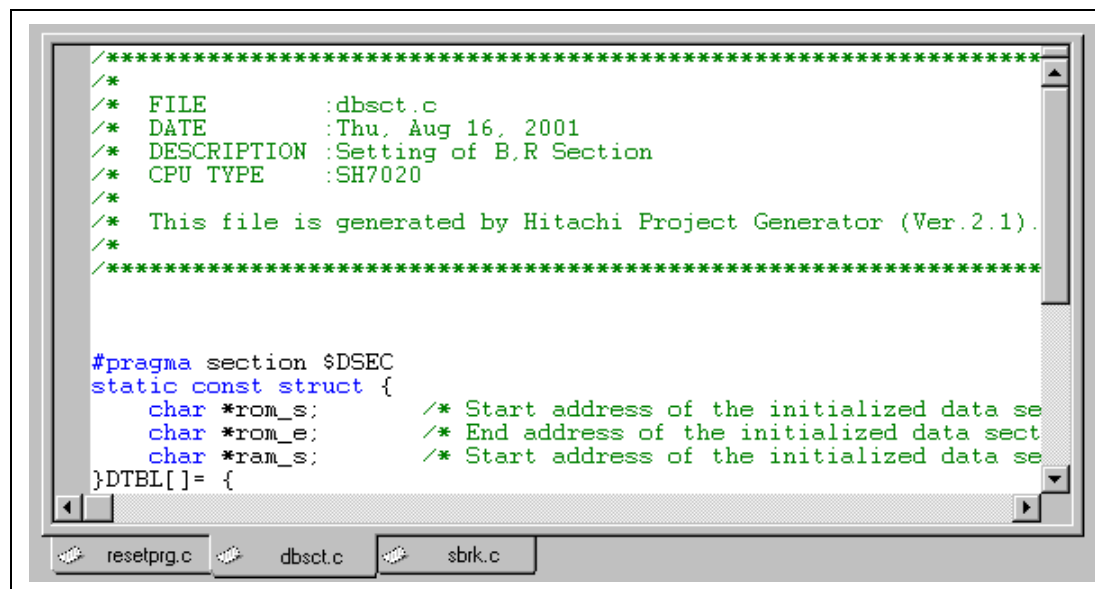 /*****************************************************************
/*
/*  FILE        :dbsct.c
/*  DATE        :Thu, Aug 16, 2001
/*  DESCRIPTION :Setting of B,R Section
/*  CPU TYPE    :SH7020
/*
/*  This file is generated by Hitachi Project Generator (Ver.2.1).
/*
/*****************************************************************
#pragma section $DSEC
static const struct {
    char *rom_s;       /* Start address of the initialized data se
    char *rom_e;       /* End address of the initialized data sect
    char *ram_s;       /* Start address of the initialized data se
}DTBL[]= {
resetprg.c dbsct.c sbrk.c